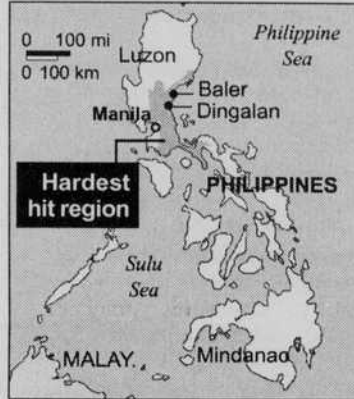 0 100 mi
0 100 km
Luzon
Philippine
Sea
Baler
Dingalan
Manila
Hardest
hit region
PHILIPPINES
Sulu
Sea
MALAY.
Mindanao